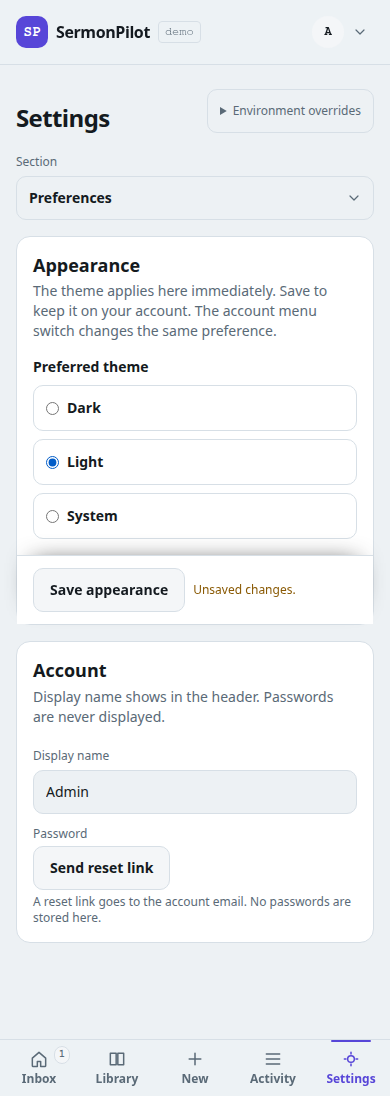 SP SermonPilot demo A
Settings
▶ Environment overrides
Section
Preferences
Appearance
The theme applies here immediately. Save to
keep it on your account. The account menu
switch changes the same preference.
Preferred theme
Dark
Light
System
Save appearance Unsaved changes.
Account
Display name shows in the header. Passwords
are never displayed.
Display name
Admin
Password
Send reset link
A reset link goes to the account email. No passwords are
stored here.
1
Inbox Library New Activity Settings